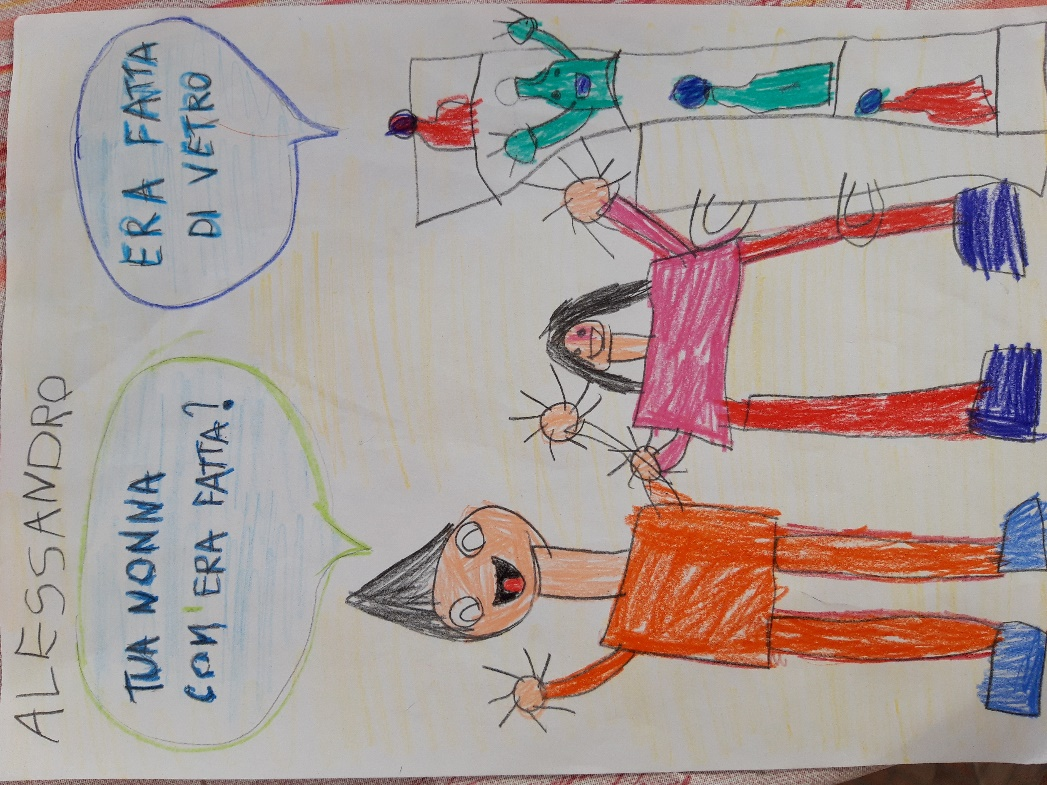 ALESSANDRO
TUA NONNA
COM'ERA FATTA?
ERA FATTA
DI VETRO